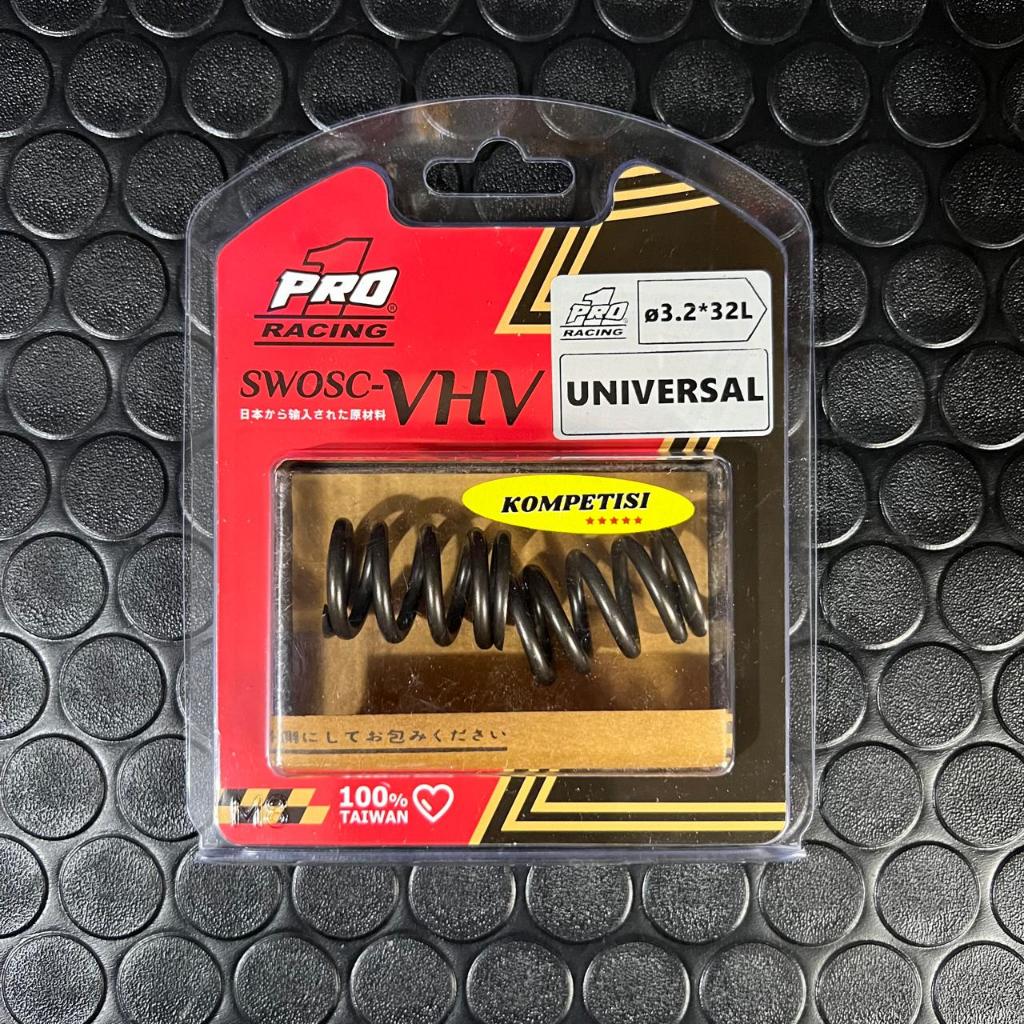 1
PRO®
RACING
1
PRO
RACING
ø3.2*32L
SWOSC-VHV
日本から输入された原材料
UNIVERSAL
KOMPETISI
にしてお包みください
100%
TAIWAN